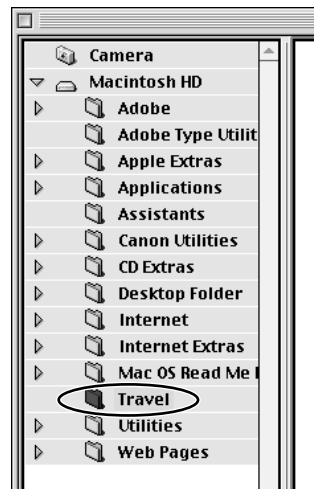 Camera
Macintosh HD
Adobe
Adobe Type Utilit
Apple Extras
Applications
Assistants
Canon Utilities
CD Extras
Desktop Folder
Internet
Internet Extras
Mac OS Read Me
Travel
Utilities
Web Pages